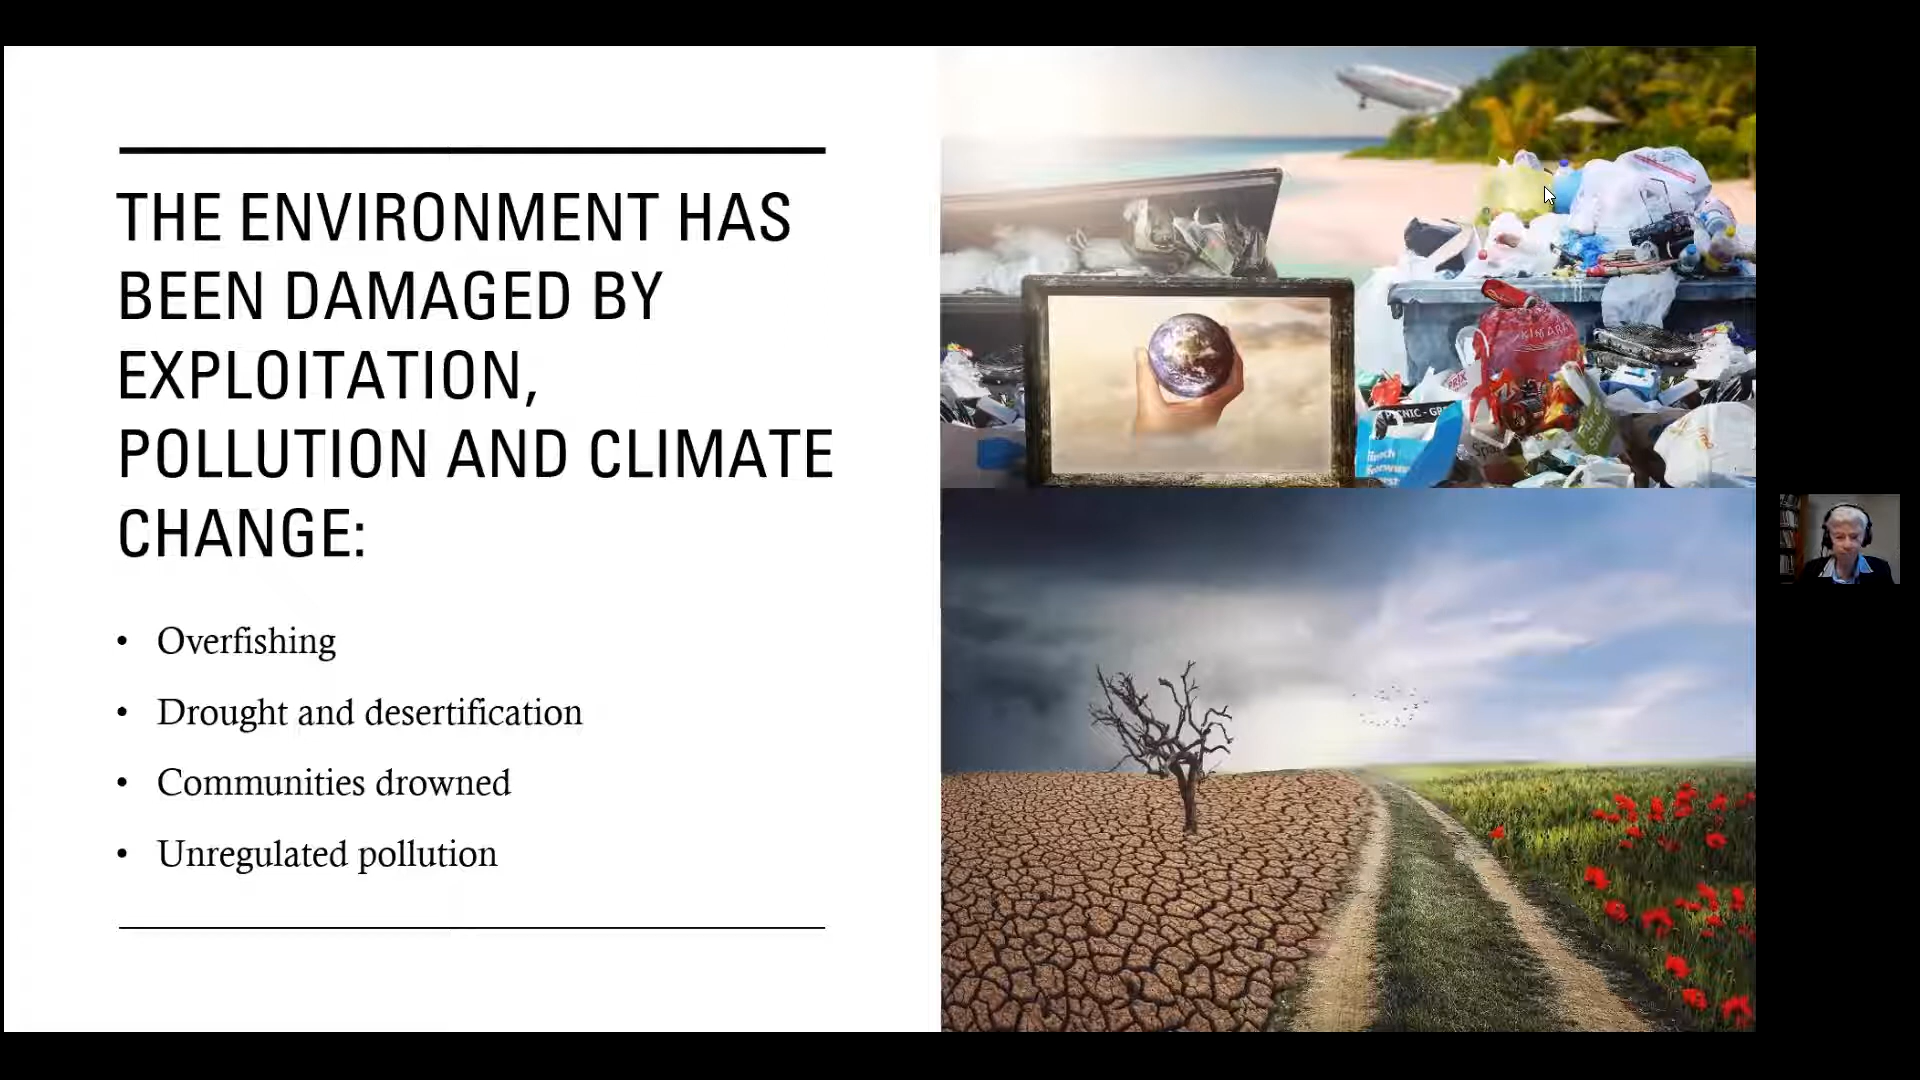 THE ENVIRONMENT HAS
BEEN DAMAGED BY
EXPLOITATION,
POLLUTION AND CLIMATE
CHANGE:
• Overfishing
• Drought and desertification
• Communities drowned
• Unregulated pollution
PRIX